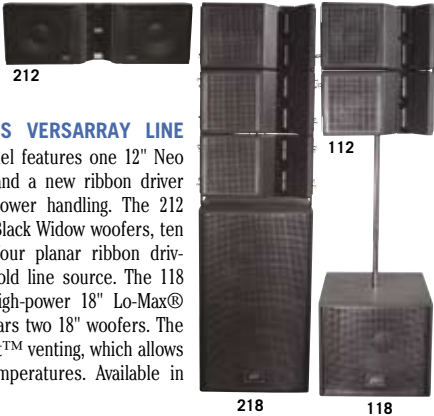 212
S VERSARRAY LINE
el features one 12" Neo
and a new ribbon driver
ower handling. The 212
Black Widow woofers, ten
our planar ribbon driv-
old line source. The 118
igh-power 18" Lo-Max®
ars two 18" woofers. The
t™ venting, which allows
mperatures. Available in
112
218
118